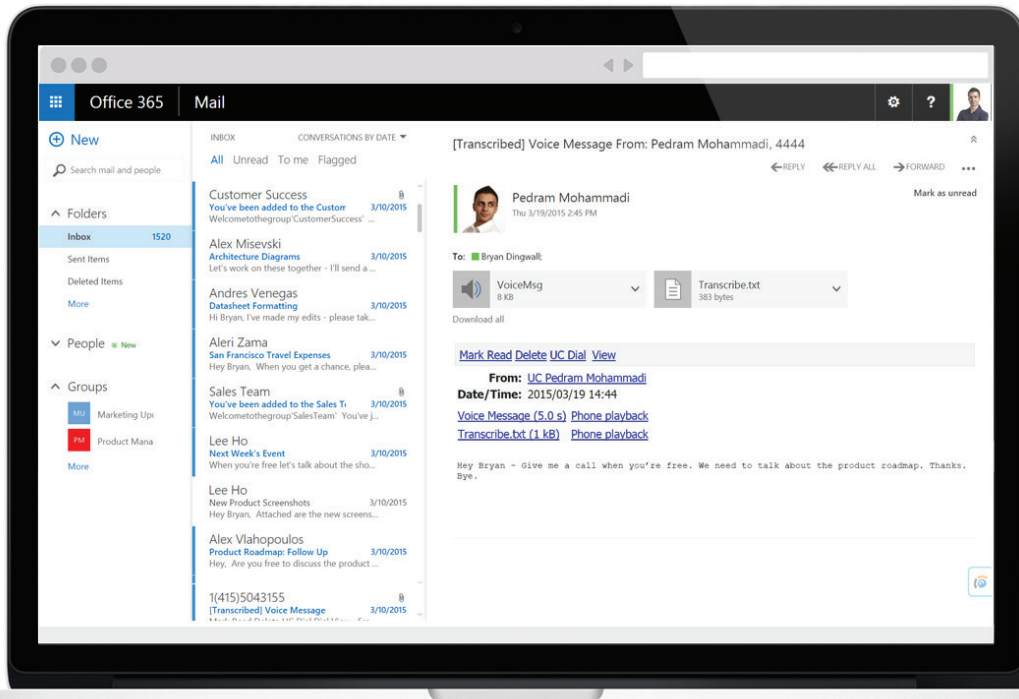 Office 365 Mail ?
New
Search mail and people
Folders
Inbox 1520
Sent Items
Deleted Items
More
People New
Groups
MU Marketing Up
PM Product Mana
More
INBOX CONVERSATIONS BY DATE
All Unread To me Flagged
Customer Success
You've been added to the Custom 3/10/2015
Welcometothegroup'CustomerSuccess' ...
Alex Misevski
Architecture Diagrams 3/10/2015
Let's work on these together - I'll send a ...
Andres Venegas
Datasheet Formatting 3/10/2015
Hi Bryan, I've made my edits - please tak...
Aleri Zama
San Francisco Travel Expenses 3/10/2015
Hey Bryan, When you get a chance, plea...
Sales Team
You've been added to the Sales T 3/10/2015
Welcometothegroup'SalesTeam' You've j...
Lee Ho
Next Week's Event 3/10/2015
When you're free let's talk about the sho...
Lee Ho
New Product Screenshots 3/10/2015
Hey Bryan, Attached are the new screens...
Alex Vlahopoulos
Product Roadmap: Follow Up 3/10/2015
Hey, Are you free to discuss the product ...
1(415)5043155
[Transcribed] Voice Message 3/10/2015
[Transcribed] Voice Message From: Pedram Mohammadi, 4444
REPLY REPLY ALL FORWARD ...
Pedram Mohammadi Mark as unread
Thu 3/19/2015 2:45 PM
To: Bryan Dingwall;
VoiceMsg Transcribe.txt
8 KB 383 bytes
Download all
Mark Read Delete UC Dial View
From: UC Pedram Mohammadi
Date/Time: 2015/03/19 14:44
Voice Message (5.0 s) Phone playback
Transcribe.txt (1 kB) Phone playback
Hey Bryan - Give me a call when you're free. We need to talk about the product roadmap. Thanks.
Bye.